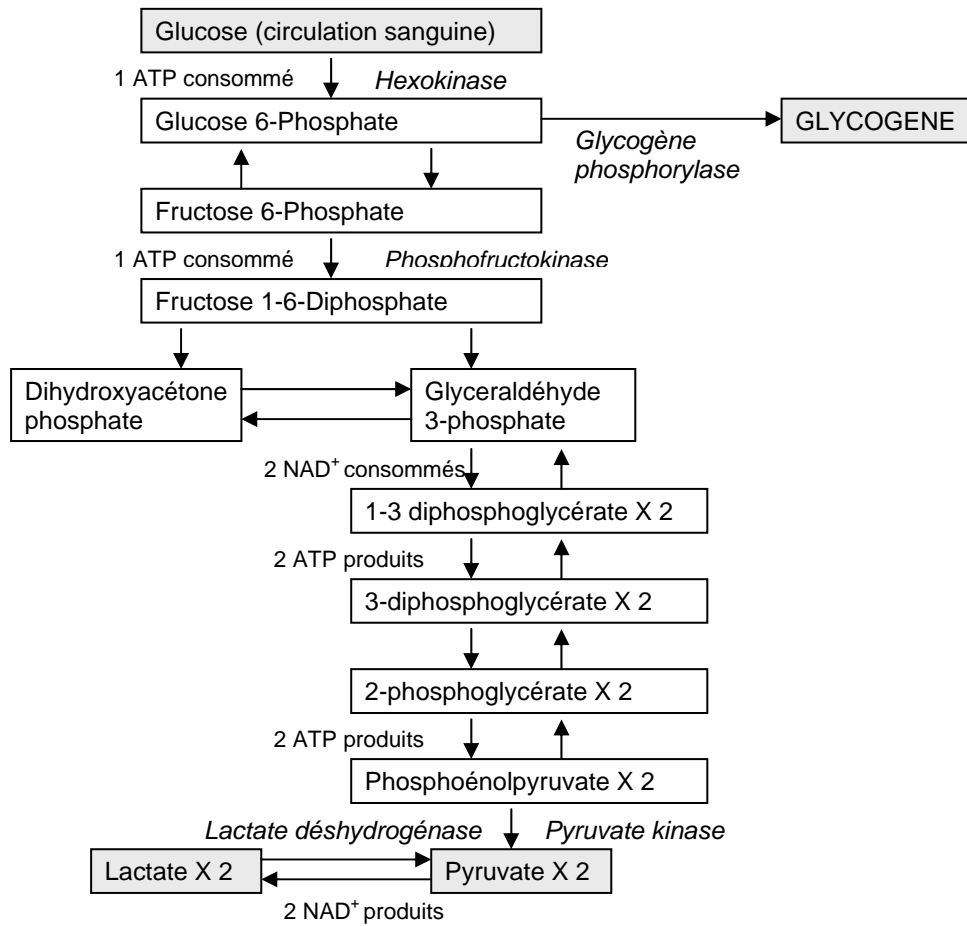 Glucose (circulation sanguine)
1 ATP consommé
Hexokinase
Glucose 6-Phosphate
GLYCOGENE
Glycogène
phosphorylase
Fructose 6-Phosphate
1 ATP consommé
Phosphofructokinase
Fructose 1-6-Diphosphate
Dihydroxyacétone
phosphate
Glyceraldéhyde
3-phosphate
2 NAD⁺ consommés
1-3 diphosphoglycérate X 2
2 ATP produits
3-diphosphoglycérate X 2
2-phosphoglycérate X 2
2 ATP produits
Phosphoénolpyruvate X 2
Lactate déshydrogénase
Pyruvate kinase
Lactate X 2
Pyruvate X 2
2 NAD⁺ produits